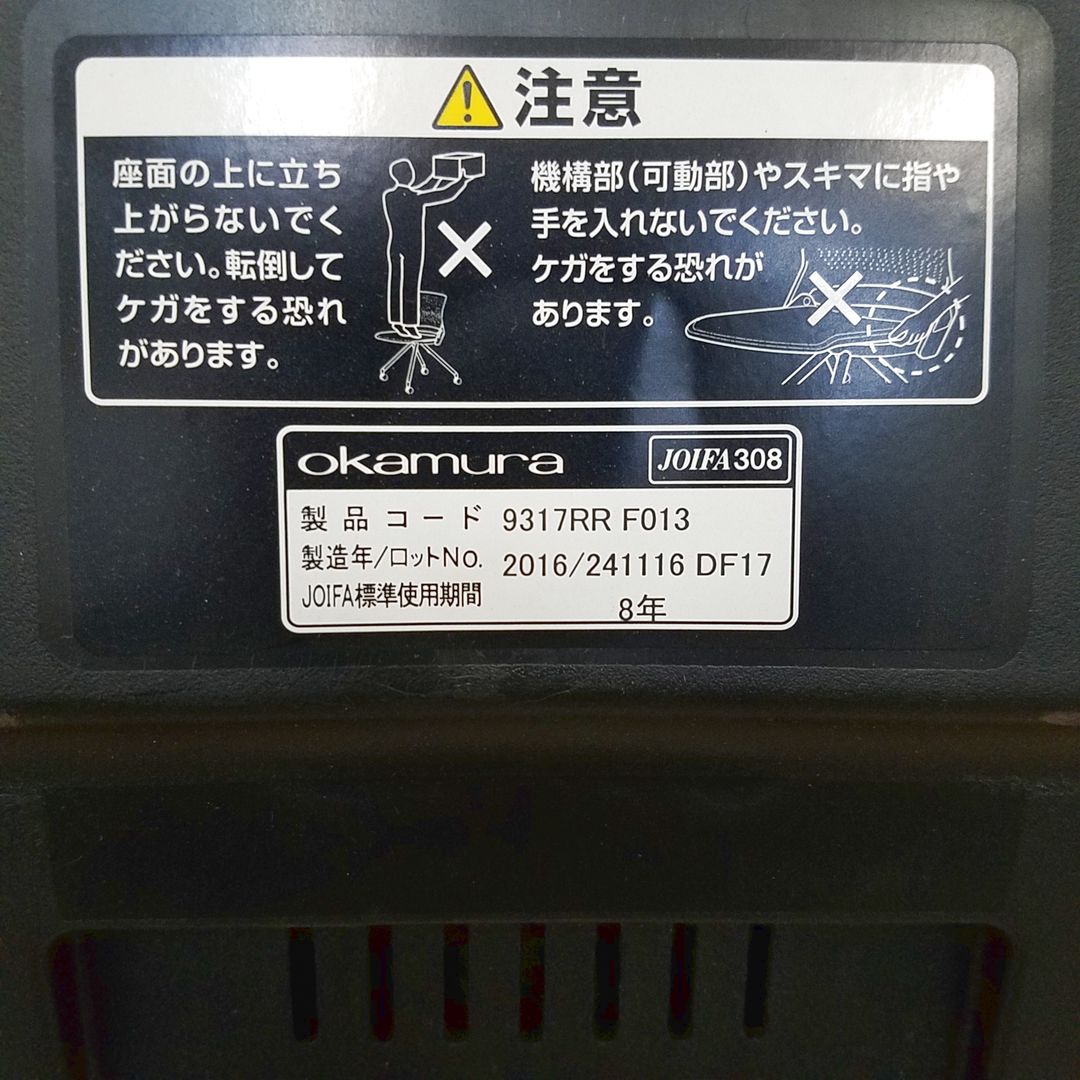 注意
座面の上に立ち
上がらないでく
ださい。転倒して
ケガをする恐れ
があります。
機構部(可動部)やスキマに指や
手を入れないでください。
ケガをする恐れが
あります。
okamura
JOIFA308
製品コード 9317RR F013
製造年/ロットNo. 2016/241116 DF17
JOIFA標準使用期間 8年